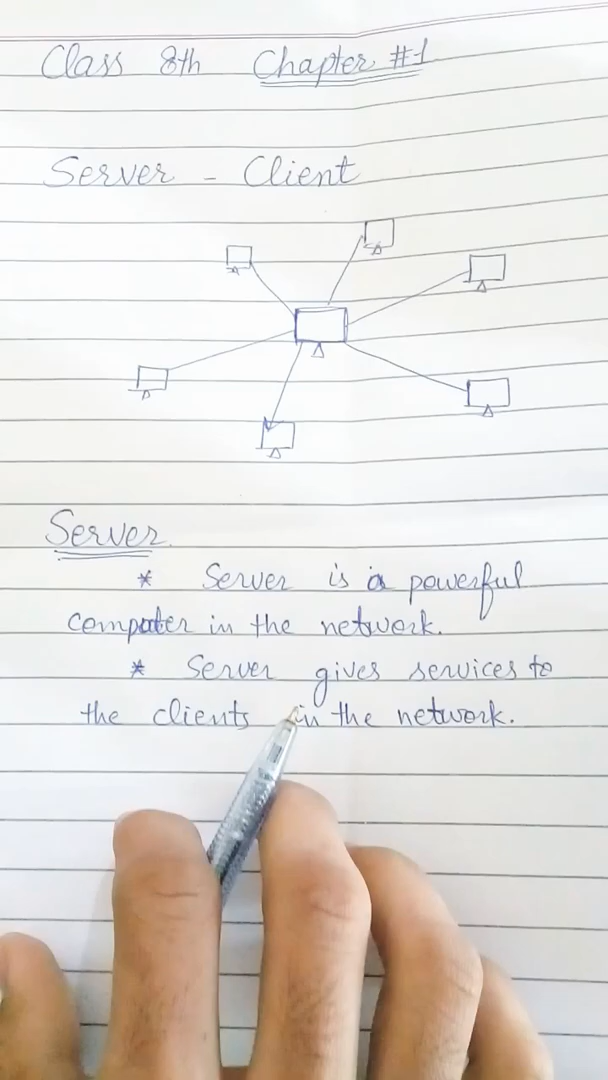 Class 8th Chapter #1
Server - Client
Server
* Server is a powerful
computer in the network.
* Server gives services to
the clients in the network.